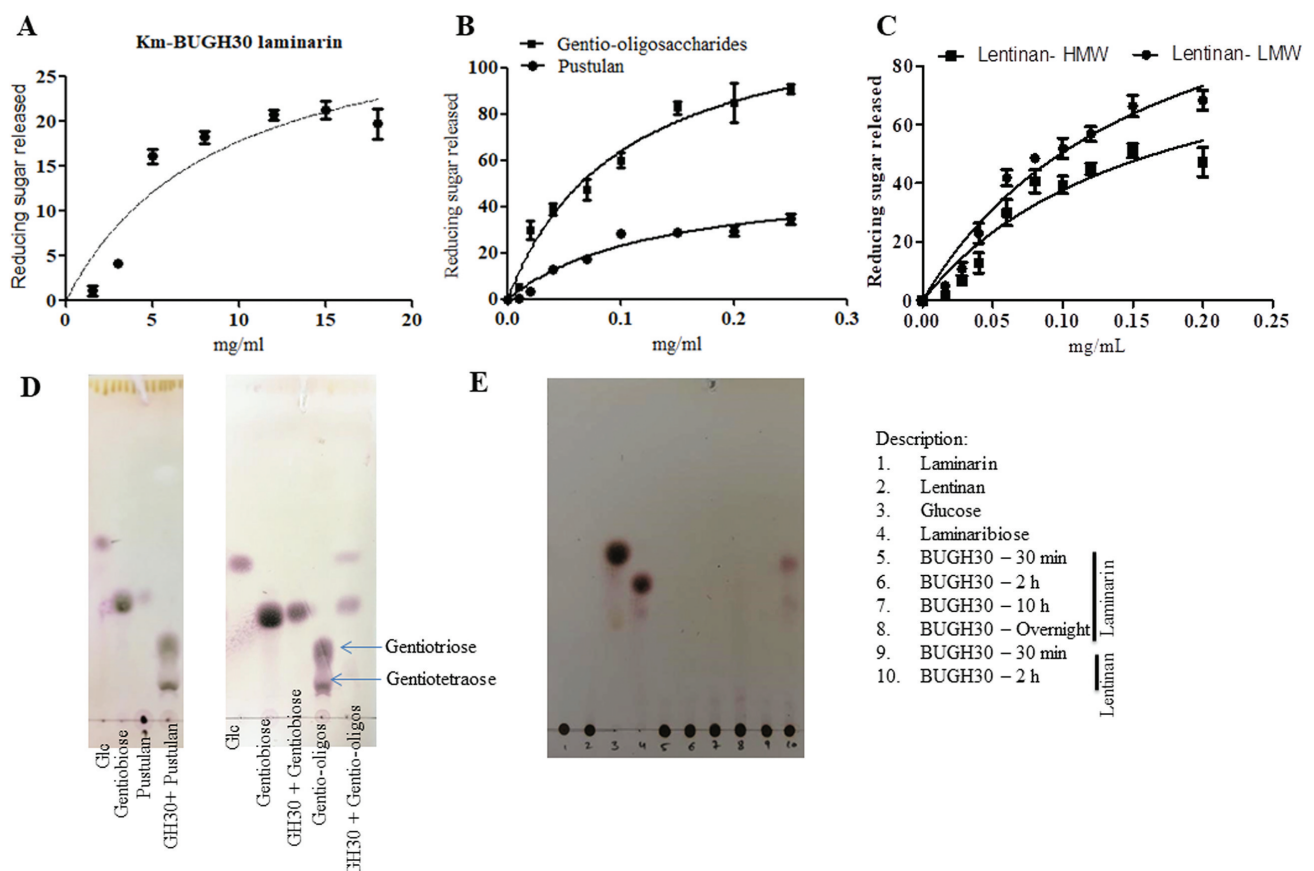 A
Km-BUGH30 laminarin
Reducing sugar released
25
20
15
10
5
0
0 5 10 15 20
mg/ml
B
Gentio-oligosaccharides
Pustulan
Reducing sugar released
100
80
60
40
20
0
0.0 0.1 0.2 0.3
mg/ml
C
Lentinan- HMW
Lentinan- LMW
Reducing sugar released
80
60
40
20
0
0.00 0.05 0.10 0.15 0.20 0.25
mg/mL
D
Glc
Gentiobiose
Pustulan
GH30+ Pustulan
Glc
Gentiobiose
GH30 + Gentiobiose
Gentio-oligos
GH30 + Gentio-oligos
Gentiotriose
Gentiotetraose
E
1 2 3 4 5 6 7 8 9 10
Description:
1. Laminarin
2. Lentinan
3. Glucose
4. Laminaribiose
5. BUGH30 – 30 min
6. BUGH30 – 2 h
7. BUGH30 – 10 h
8. BUGH30 – Overnight
9. BUGH30 – 30 min
10. BUGH30 – 2 h
Laminarin
Lentinan